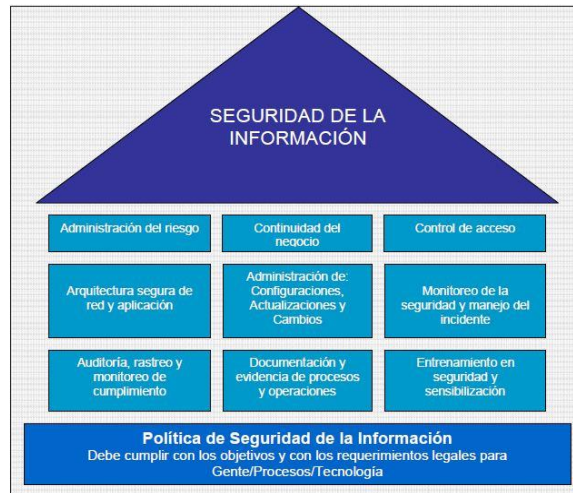 SEGURIDAD DE LA
INFORMACIÓN
Administración del riesgo
Continuidad del
negocio
Control de acceso
Arquitectura segura de
red y aplicación
Administración de:
Configuraciones,
Actualizaciones y
Cambios
Monitoreo de la
seguridad y manejo del
incidente
Auditoría, rastreo y
monitoreo de
cumplimiento
Documentación y
evidencia de procesos
y operaciones
Entrenamiento en
seguridad y
sensibilización
Política de Seguridad de la Información
Debe cumplir con los objetivos y con los requerimientos legales para
Gente/Procesos/Tecnología